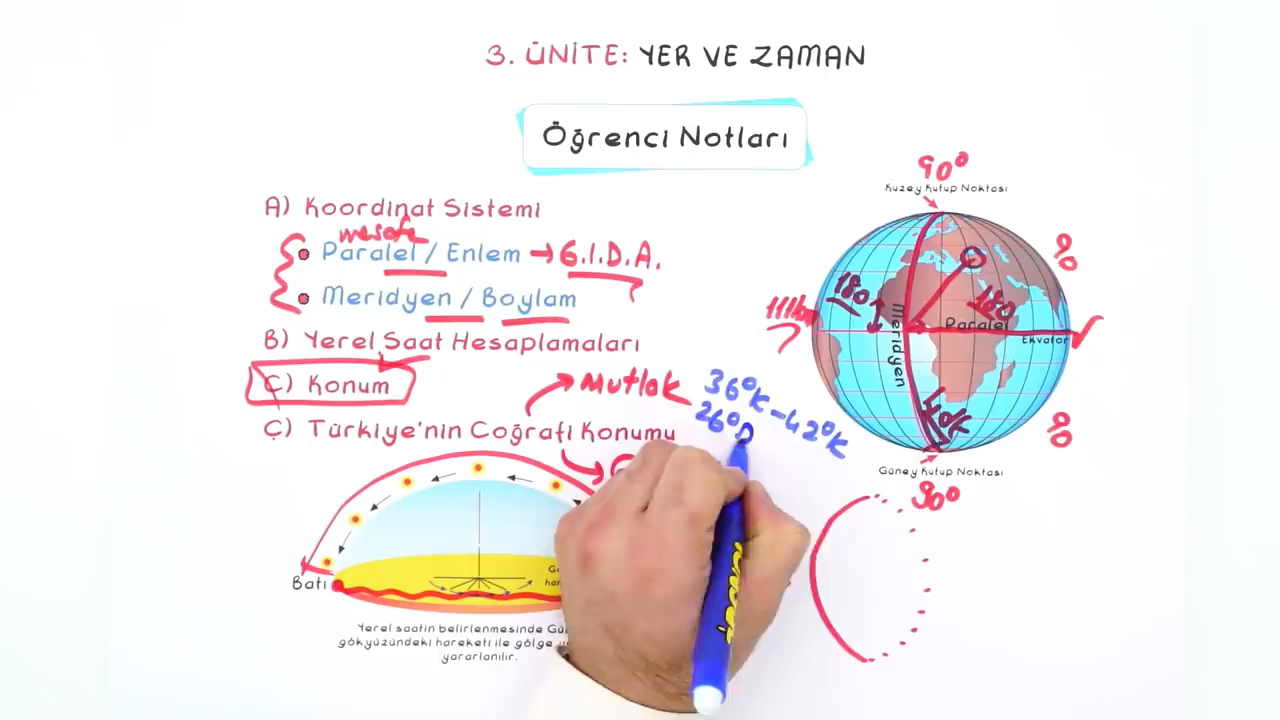 3. ÜNİTE: YER VE ZAMAN
Öğrenci Notları
90°
Kuzey Kutup Noktası
A) Koordinat Sistemi
mesafe
Paralel / Enlem → G.I.D.A.
Meridyen / Boylam
B) Yerel Saat Hesaplamaları
C) Konum
Mutlak
36°K - 42°K
26°D
Ç) Türkiye'nin Coğrafi Konumu
90
180
180
111km
Meridyen
Paralel
Ekvator
90
Güney Kutup Noktası
90°
Batı
Yerel saatin belirlenmesinde
gökyüzündeki hareketi ile gölge
yararlanılır.